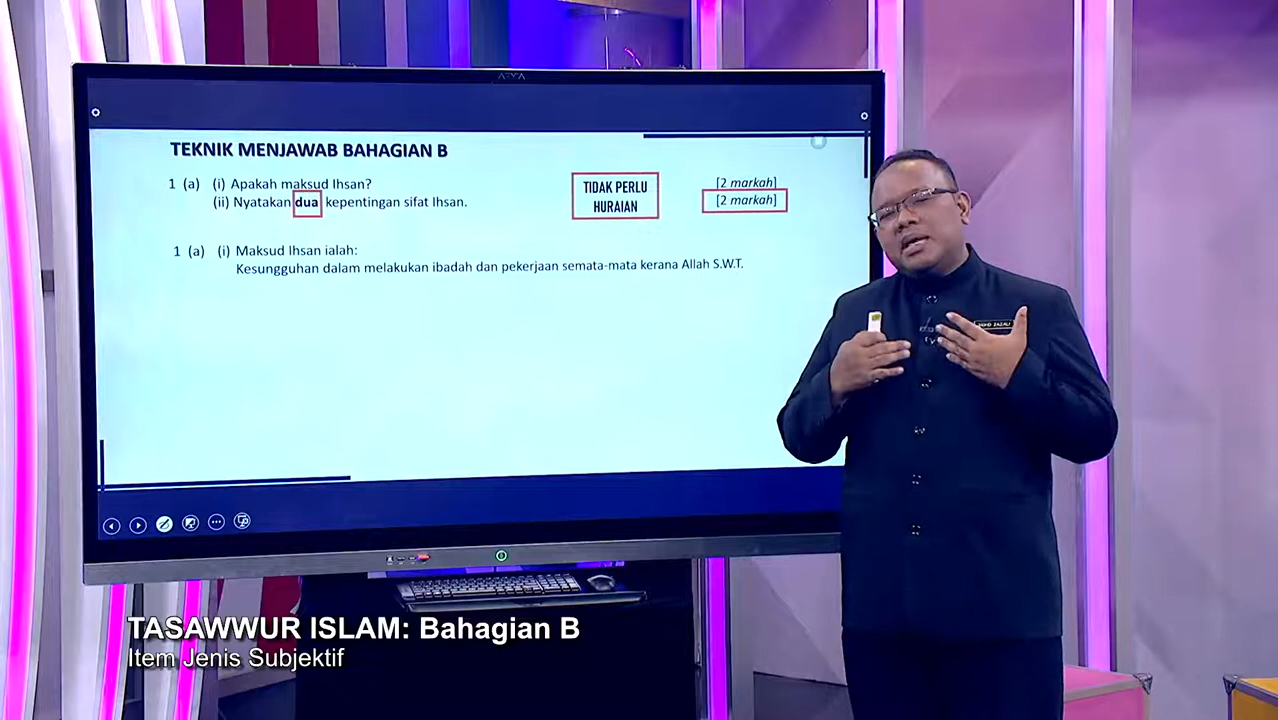 TEKNIK MENJAWAB BAHAGIAN B
1 (a) (i) Apakah maksud Ihsan? [2 markah]
(ii) Nyatakan dua kepentingan sifat Ihsan. [2 markah]
TIDAK PERLU
HURAIAN
1 (a) (i) Maksud Ihsan ialah:
Kesungguhan dalam melakukan ibadah dan pekerjaan semata-mata kerana Allah S.W.T.
TASAWWUR ISLAM: Bahagian B
Item Jenis Subjektif